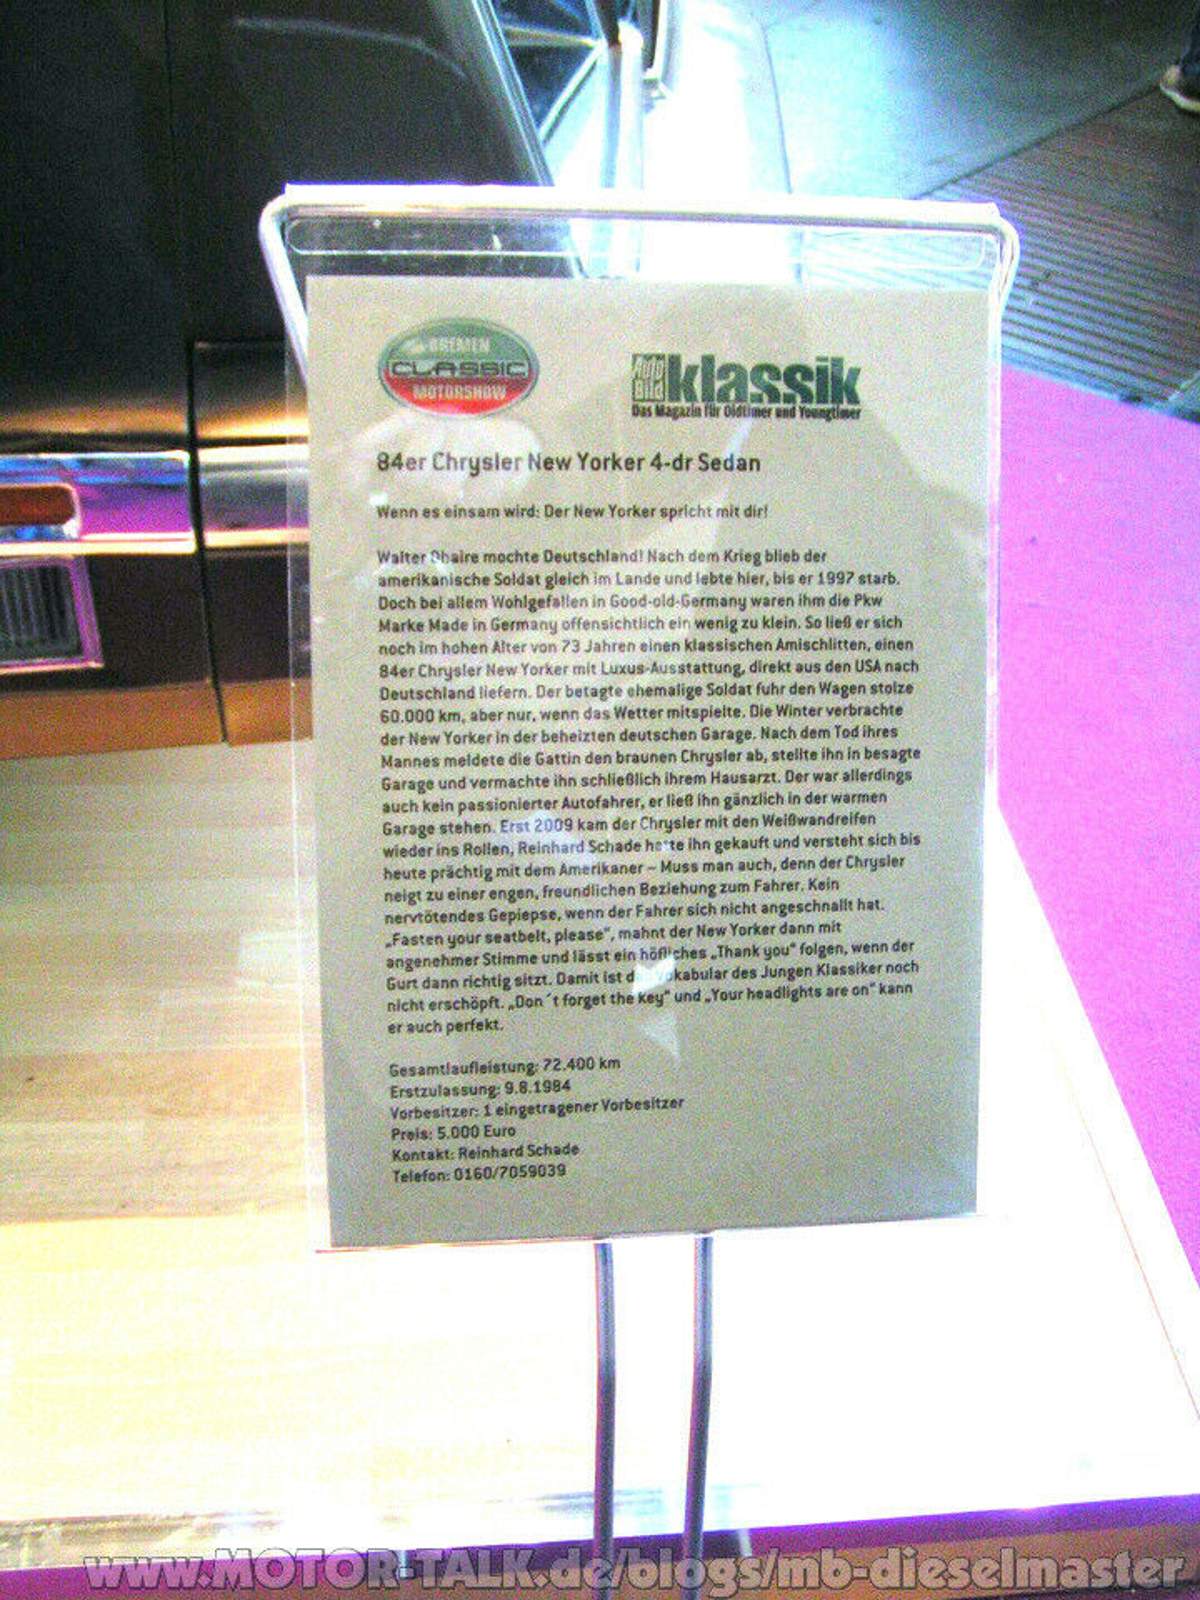 BREMEN
CLASSIC
MOTORSHOW
Auto
Bild
klassik
Das Magazin für Oldtimer und Youngtimer
84er Chrysler New Yorker 4-dr Sedan
Wenn es einsam wird: Der New Yorker spricht mit dir!
Walter mochte Deutschland! Nach dem Krieg blieb der
amerikanische Soldat gleich im Lande und lebte hier, bis er 1997 starb.
Doch bei allem Wohlgefallen in Good-old-Germany waren ihm die Pkw
Marke Made in Germany offensichtlich ein wenig zu klein. So ließ er sich
noch im hohen Alter von 73 Jahren einen klassischen Amischlitten, einen
84er Chrysler New Yorker mit Luxus-Ausstattung, direkt aus den USA nach
Deutschland liefern. Der betagte ehemalige Soldat fuhr den Wagen stolze
60.000 km, aber nur, wenn das Wetter mitspielte. Die Winter verbrachte
der New Yorker in der beheizten deutschen Garage. Nach dem Tod ihres
Mannes meldete die Gattin den braunen Chrysler ab, stellte ihn in besagte
Garage und vermachte ihn schließlich ihrem Hausarzt. Der war allerdings
auch kein passionierter Autofahrer, er ließ ihn gänzlich in der warmen
Garage stehen. Erst 2009 kam der Chrysler mit den Weißwandreifen
wieder ins Rollen, Reinhard Schade hatte ihn gekauft und versteht sich bis
heute prächtig mit dem Amerikaner – Muss man auch, denn der Chrysler
neigt zu einer engen, freundlichen Beziehung zum Fahrer. Kein
nervtötendes Gepiepse, wenn der Fahrer sich nicht angeschnallt hat.
„Fasten your seatbelt, please“, mahnt der New Yorker dann mit
angenehmer Stimme und lässt ein höfliches „Thank you“ folgen, wenn der
Gurt dann richtig sitzt. Damit ist das Vokabular des Jungen Klassiker noch
nicht erschöpft. „Don´t forget the key“ und „Your headlights are on“ kann
er auch perfekt.
Gesamtlaufleistung: 72.400 km
Erstzulassung: 9.8.1984
Vorbesitzer: 1 eingetragener Vorbesitzer
Preis: 5.000 Euro
Kontakt: Reinhard Schade
Telefon: 0160/7059039
www.MOTOR-TALK.de/blogs/mb-dieselmaster